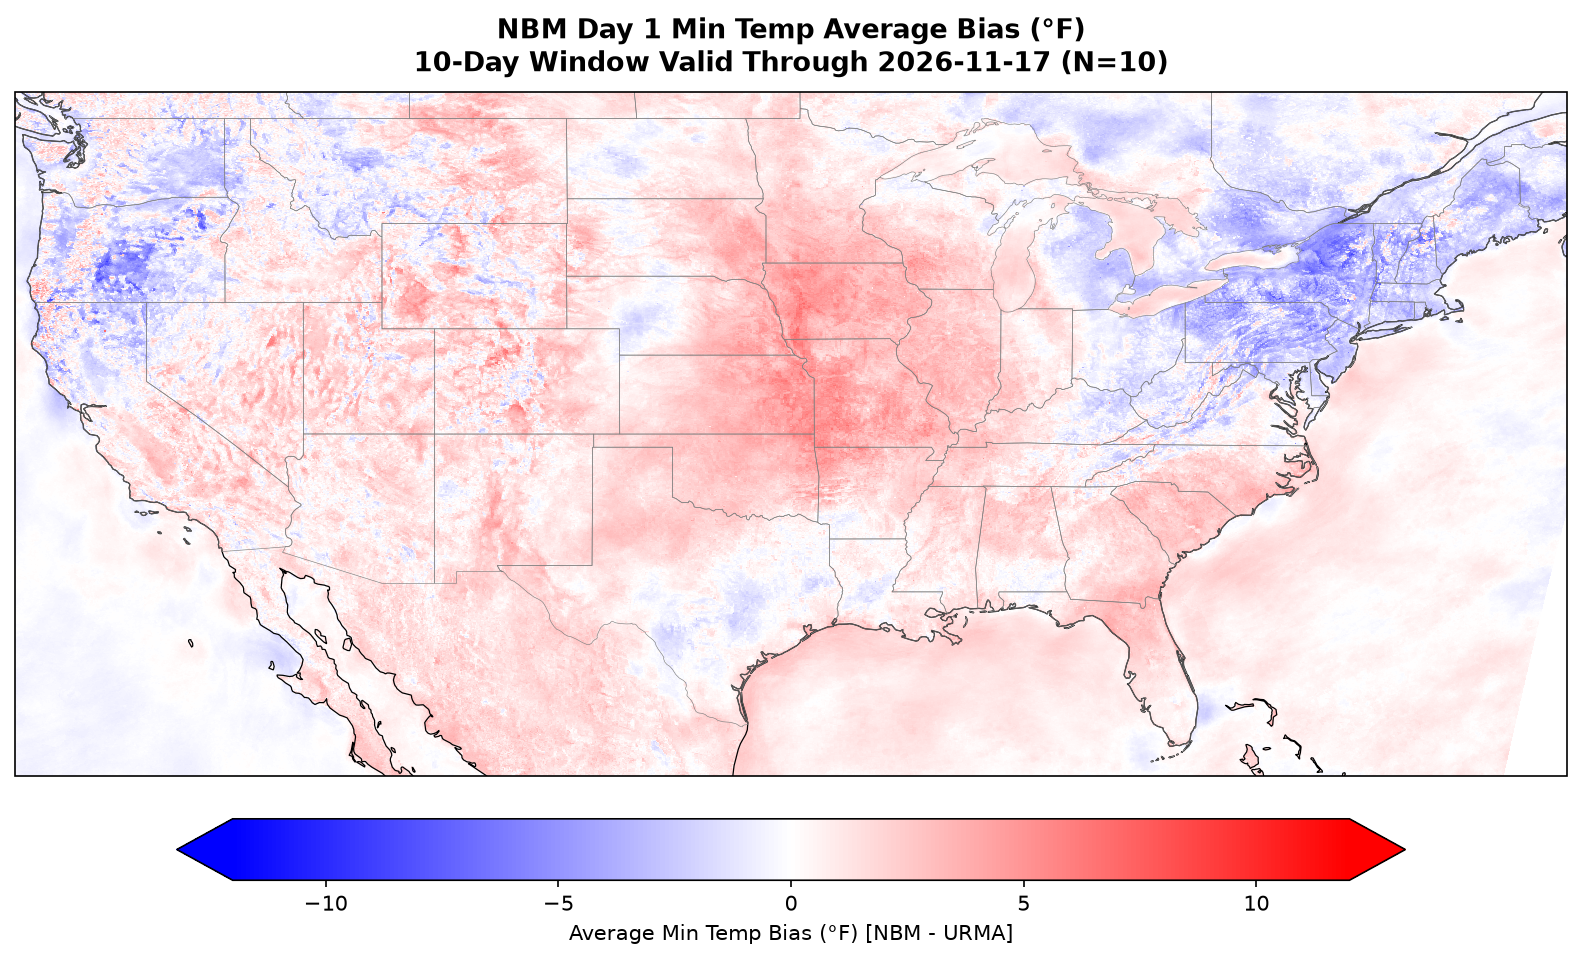 NBM Day 1 Min Temp Average Bias (°F)
10-Day Window Valid Through 2026-11-17 (N=10)
−10 −5 0 5 10
Average Min Temp Bias (°F) [NBM - URMA]